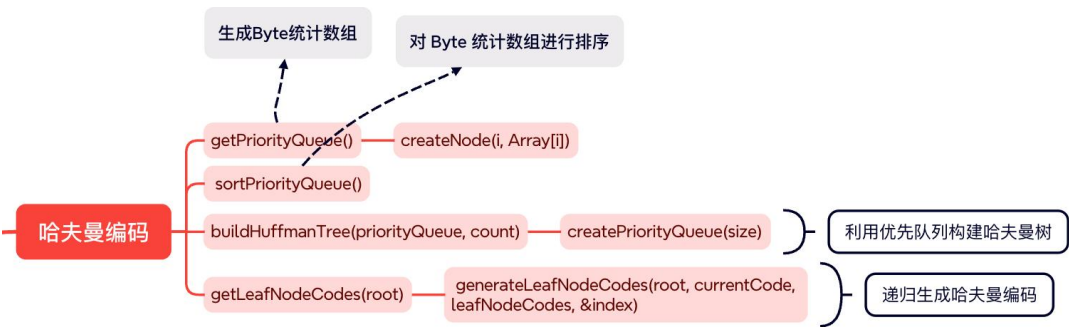 生成Byte统计数组
对 Byte 统计数组进行排序
getPriorityQueue()
createNode(i, Array[i])
sortPriorityQueue()
哈夫曼编码
buildHuffmanTree(priorityQueue, count)
createPriorityQueue(size)
利用优先队列构建哈夫曼树
getLeafNodeCodes(root)
generateLeafNodeCodes(root, currentCode,
leafNodeCodes, &index)
递归生成哈夫曼编码